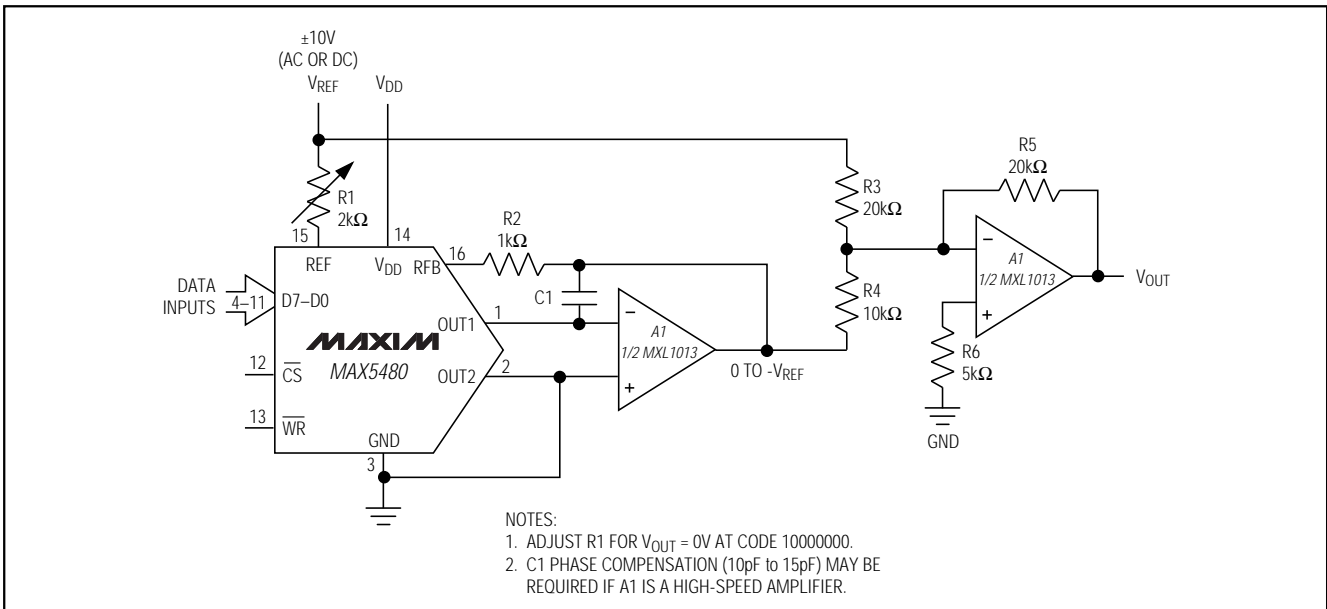 ±10V
(AC OR DC)
VREF
VDD
R1
2kΩ
15
14
REF
VDD
16
RFB
R2
1kΩ
C1
DATA
INPUTS
4–11
D7–D0
MAXIM
MAX5480
1
OUT1
2
OUT2
12
CS
13
WR
GND
3
–
+
A1
1/2 MXL1013
0 TO -VREF
R3
20kΩ
R4
10kΩ
R5
20kΩ
–
+
A1
1/2 MXL1013
VOUT
R6
5kΩ
GND
NOTES:
1. ADJUST R1 FOR VOUT = 0V AT CODE 10000000.
2. C1 PHASE COMPENSATION (10pF to 15pF) MAY BE
REQUIRED IF A1 IS A HIGH-SPEED AMPLIFIER.